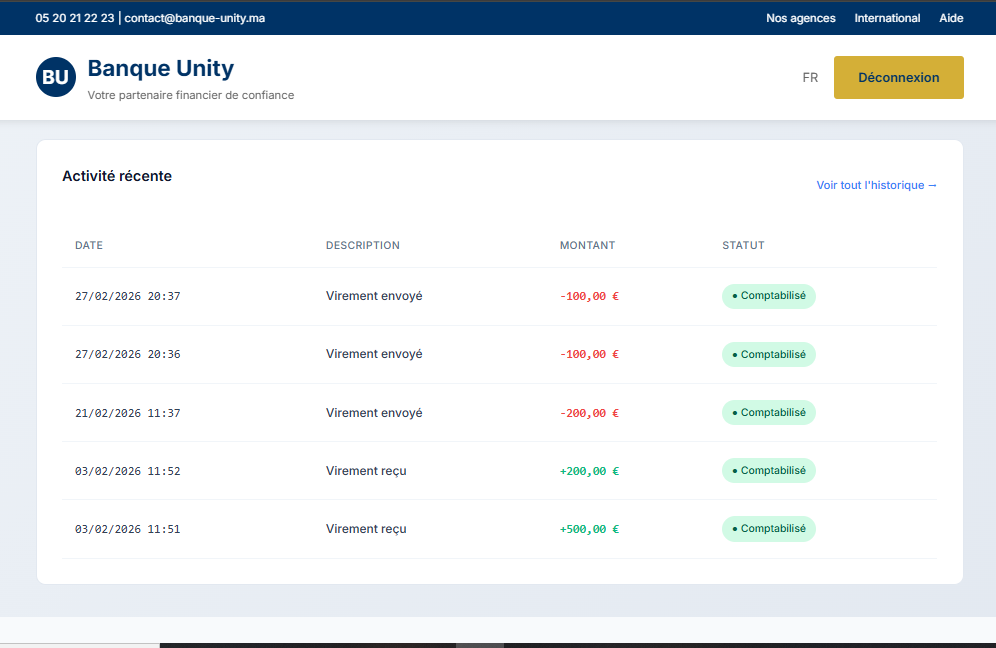 05 20 21 22 23 | contact@banque-unity.ma
Nos agences International Aide
BU
Banque Unity
Votre partenaire financier de confiance
FR
Déconnexion
Activité récente
Voir tout l'historique →
DATE DESCRIPTION MONTANT STATUT
27/02/2026 20:37 Virement envoyé -100,00 € • Comptabilisé
27/02/2026 20:36 Virement envoyé -100,00 € • Comptabilisé
21/02/2026 11:37 Virement envoyé -200,00 € • Comptabilisé
03/02/2026 11:52 Virement reçu +200,00 € • Comptabilisé
03/02/2026 11:51 Virement reçu +500,00 € • Comptabilisé